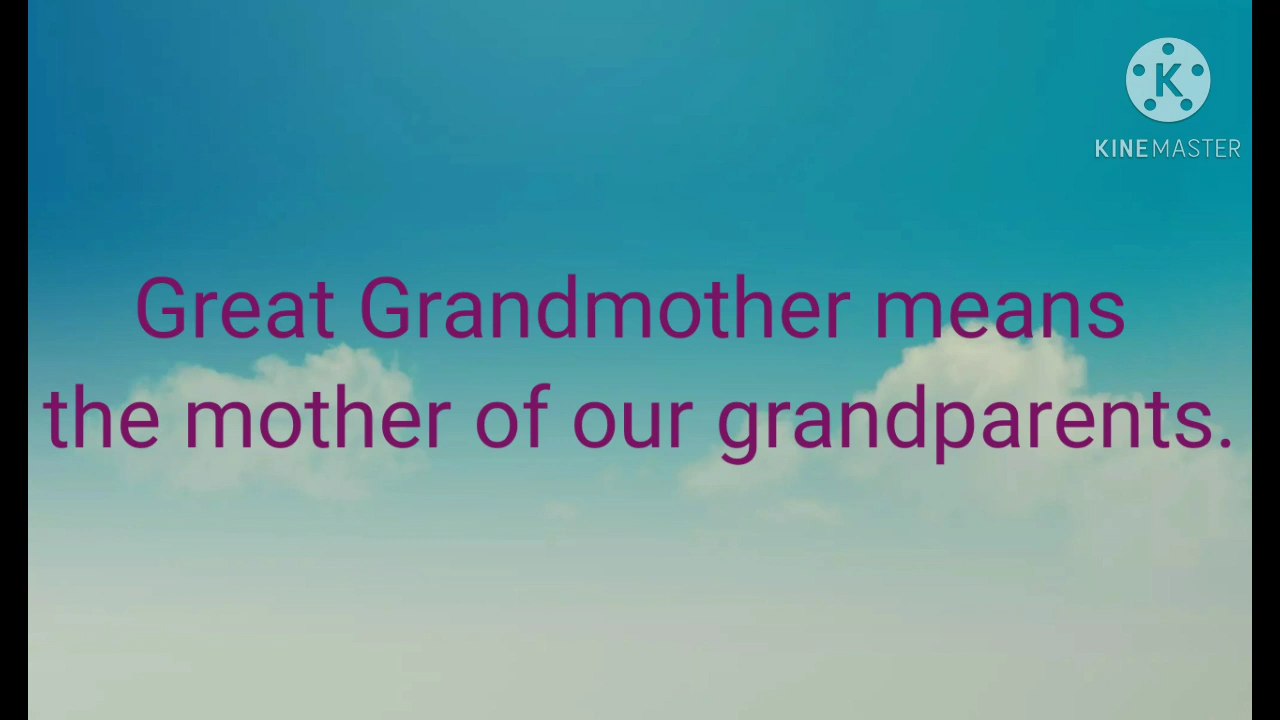 K
KINEMASTER
Great Grandmother means
the mother of our grandparents.